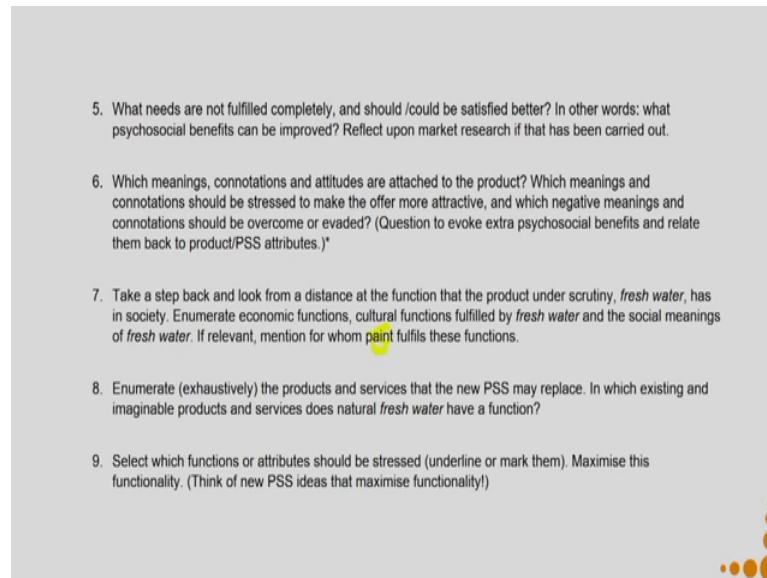 5. What needs are not fulfilled completely, and should /could be satisfied better? In other words: what
psychosocial benefits can be improved? Reflect upon market research if that has been carried out.
6. Which meanings, connotations and attitudes are attached to the product? Which meanings and
connotations should be stressed to make the offer more attractive, and which negative meanings and
connotations should be overcome or evaded? (Question to evoke extra psychosocial benefits and relate
them back to product/PSS attributes.)*
7. Take a step back and look from a distance at the function that the product under scrutiny, fresh water, has
in society. Enumerate economic functions, cultural functions fulfilled by fresh water and the social meanings
of fresh water. If relevant, mention for whom paint fulfils these functions.
8. Enumerate (exhaustively) the products and services that the new PSS may replace. In which existing and
imaginable products and services does natural fresh water have a function?
9. Select which functions or attributes should be stressed (underline or mark them). Maximise this
functionality. (Think of new PSS ideas that maximise functionality!)